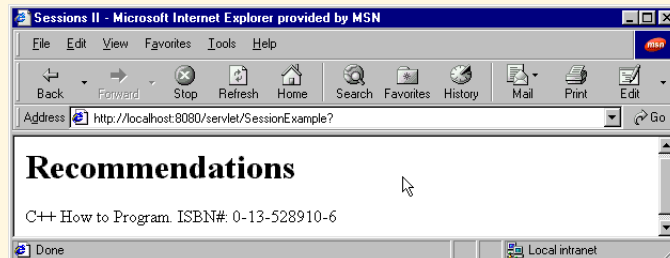 Sessions II - Microsoft Internet Explorer provided by MSN
File Edit View Favorites Tools Help
msn
Back Forward Stop Refresh Home Search Favorites History Mail Print Edit
Address http://localhost:8080/servlet/SessionExample? Go
Recommendations
C++ How to Program. ISBN#: 0-13-528910-6
Done Local intranet